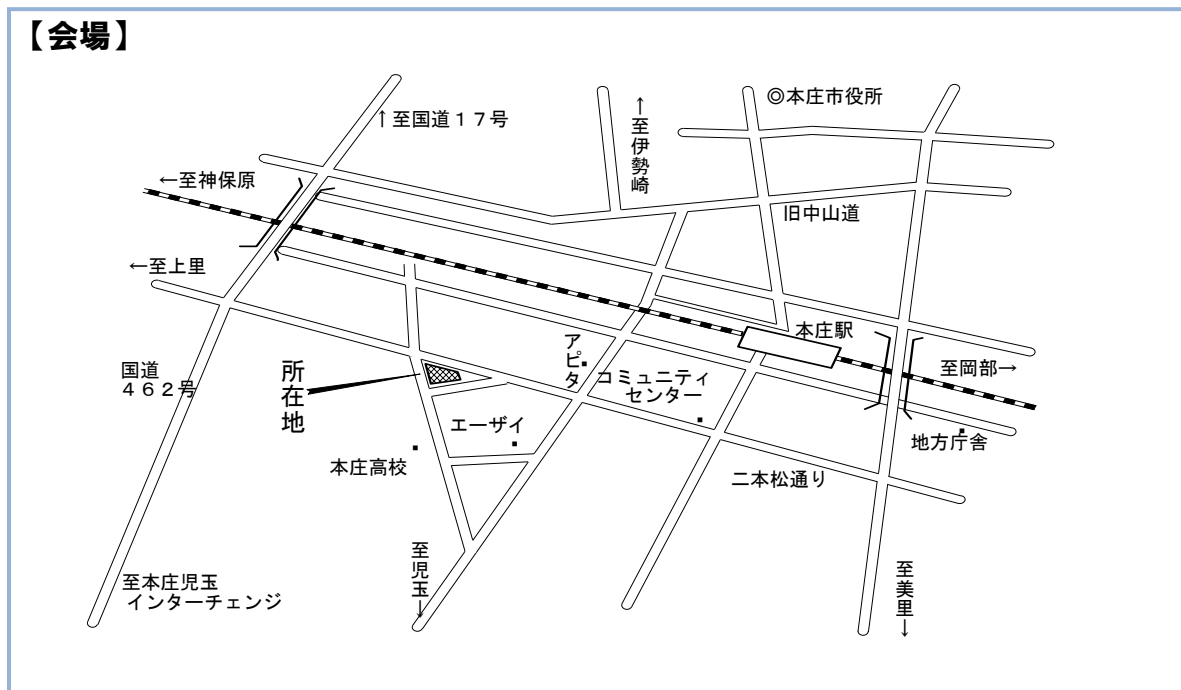 【会場】
◎本庄市役所
↑至国道１７号
↑至伊勢崎
←至神保原
旧中山道
←至上里
本庄駅
アピタ
国道
４６２号
所在地
コミュニティ
センター
至岡部→
エーザイ
地方庁舎
本庄高校
二本松通り
至児玉↓
至美里↓
至本庄児玉
インターチェンジ